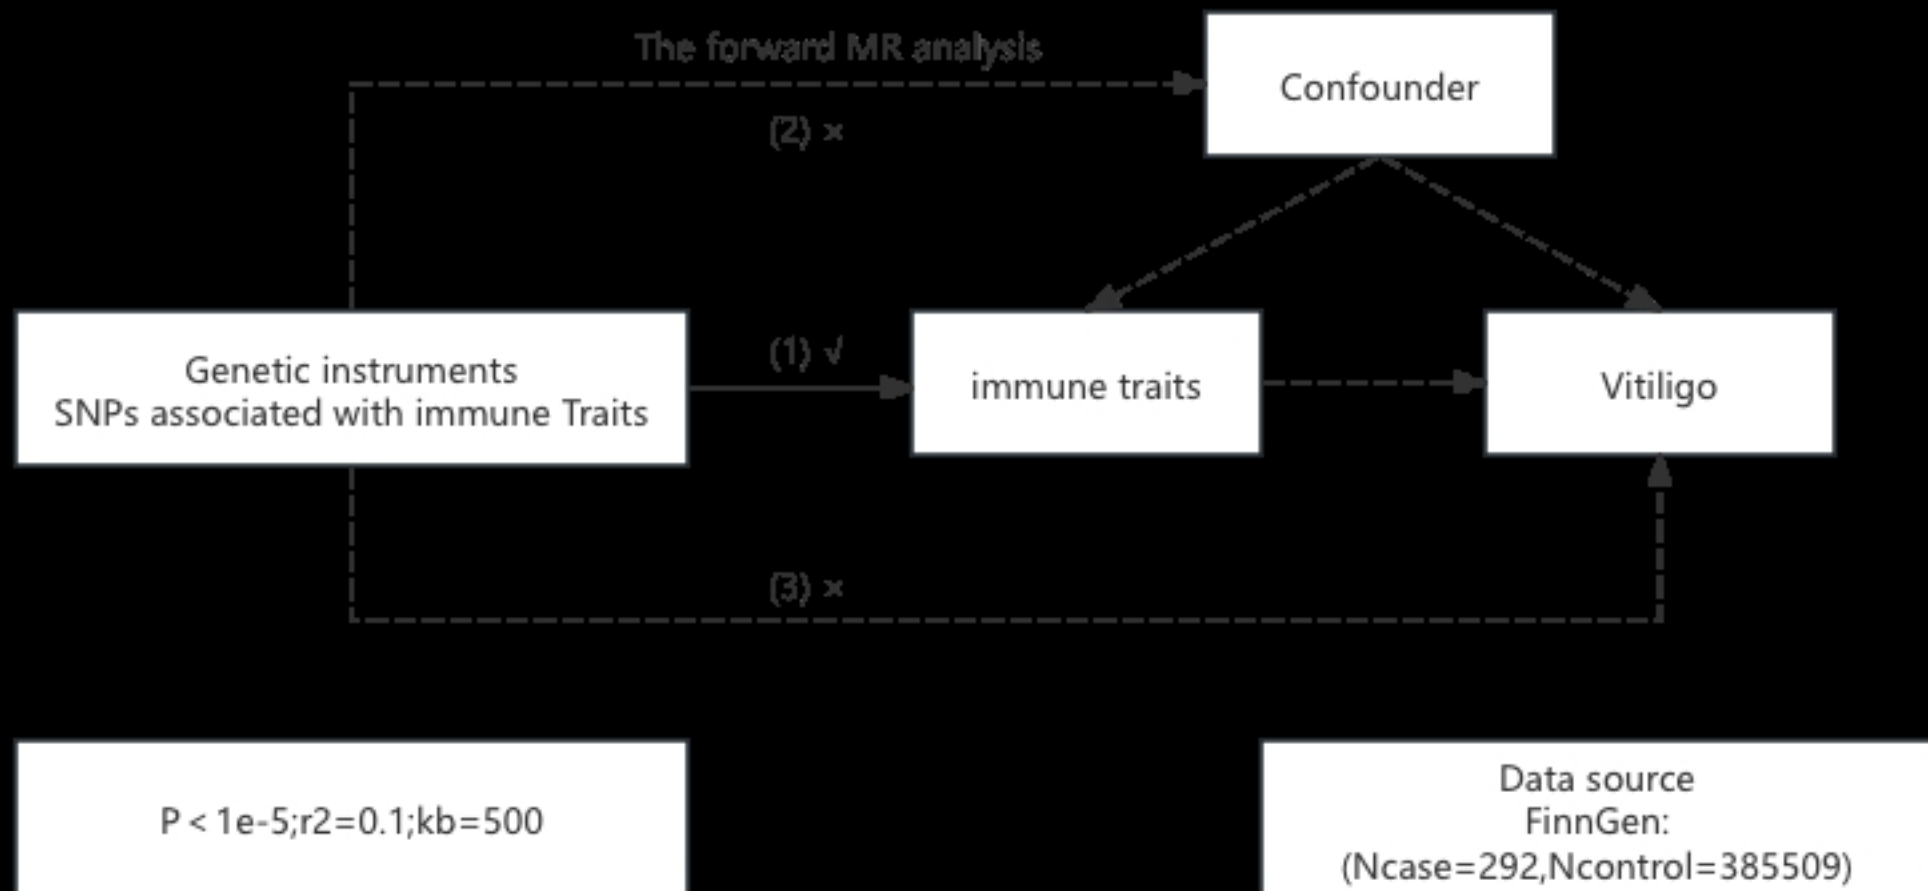 The forward MR analysis
Confounder
(2) ×
Genetic instruments
SNPs associated with immune Traits
(1) √
immune traits
Vitiligo
(3) ×
P < 1e-5;r2=0.1;kb=500
Data source
FinnGen:
(Ncase=292,Ncontrol=385509)